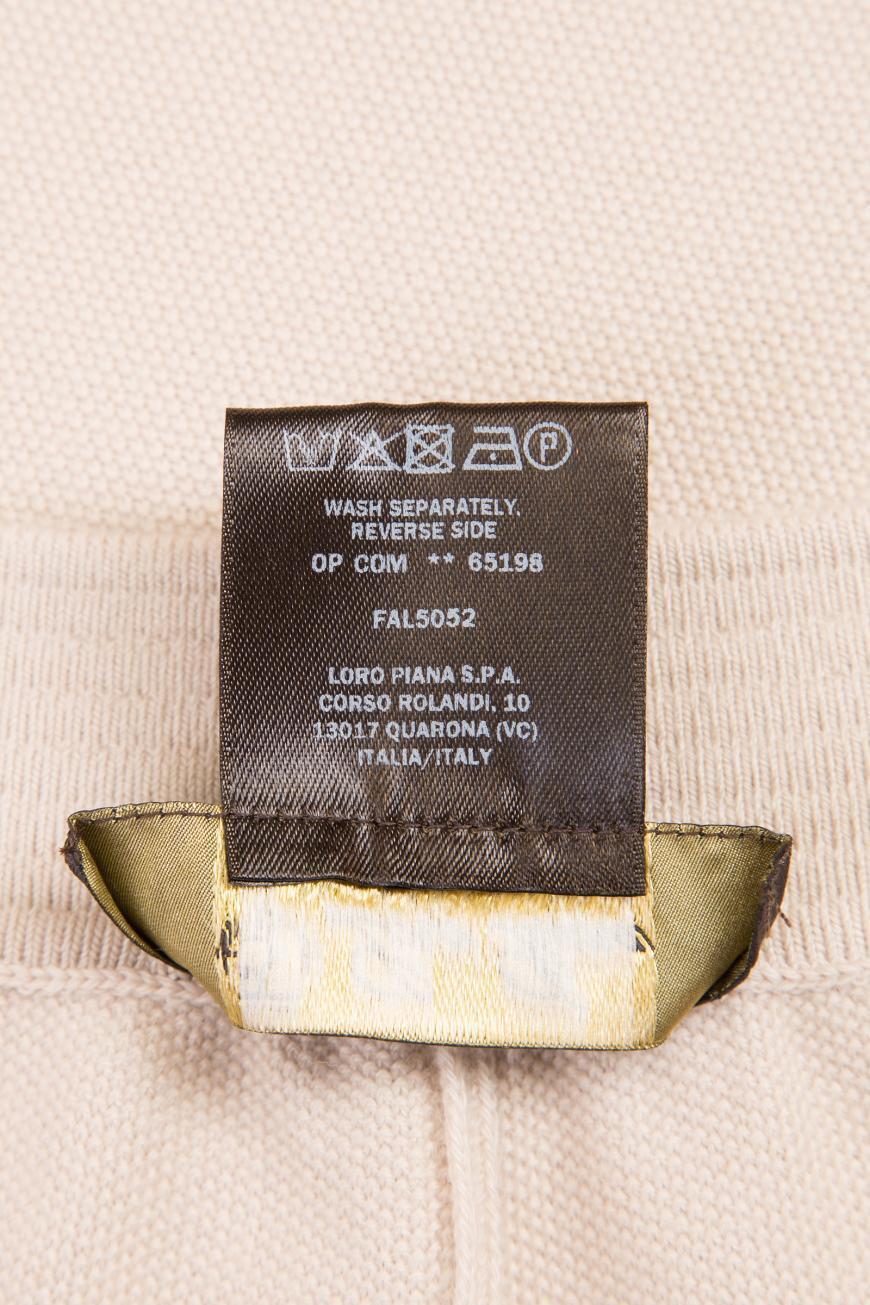 P
WASH SEPARATELY,
REVERSE SIDE
OP COM ** 65198
FAL5052
LORO PIANA S.P.A.
CORSO ROLANDI, 10
13017 QUARONA (VC)
ITALIA/ITALY